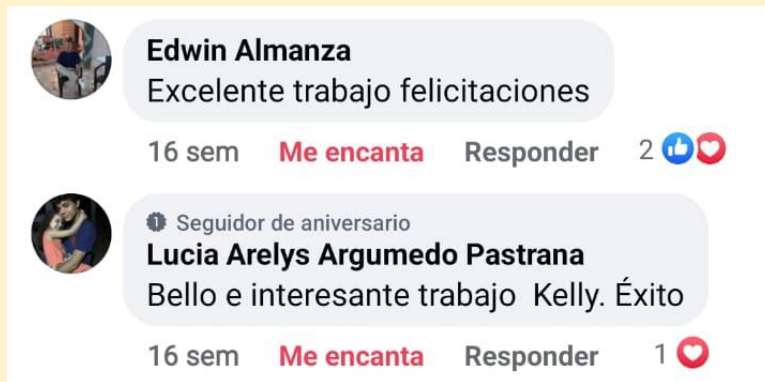 Edwin Almanza
Excelente trabajo felicitaciones
16 sem Me encanta Responder 2
Seguidor de aniversario
Lucia Arelys Argumedo Pastrana
Bello e interesante trabajo Kelly. Éxito
16 sem Me encanta Responder 1